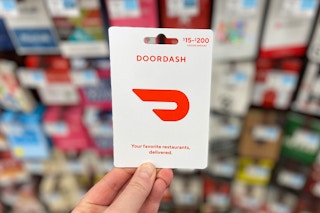 $15-$200
DOORDASH
Your favorite restaurants,
delivered.